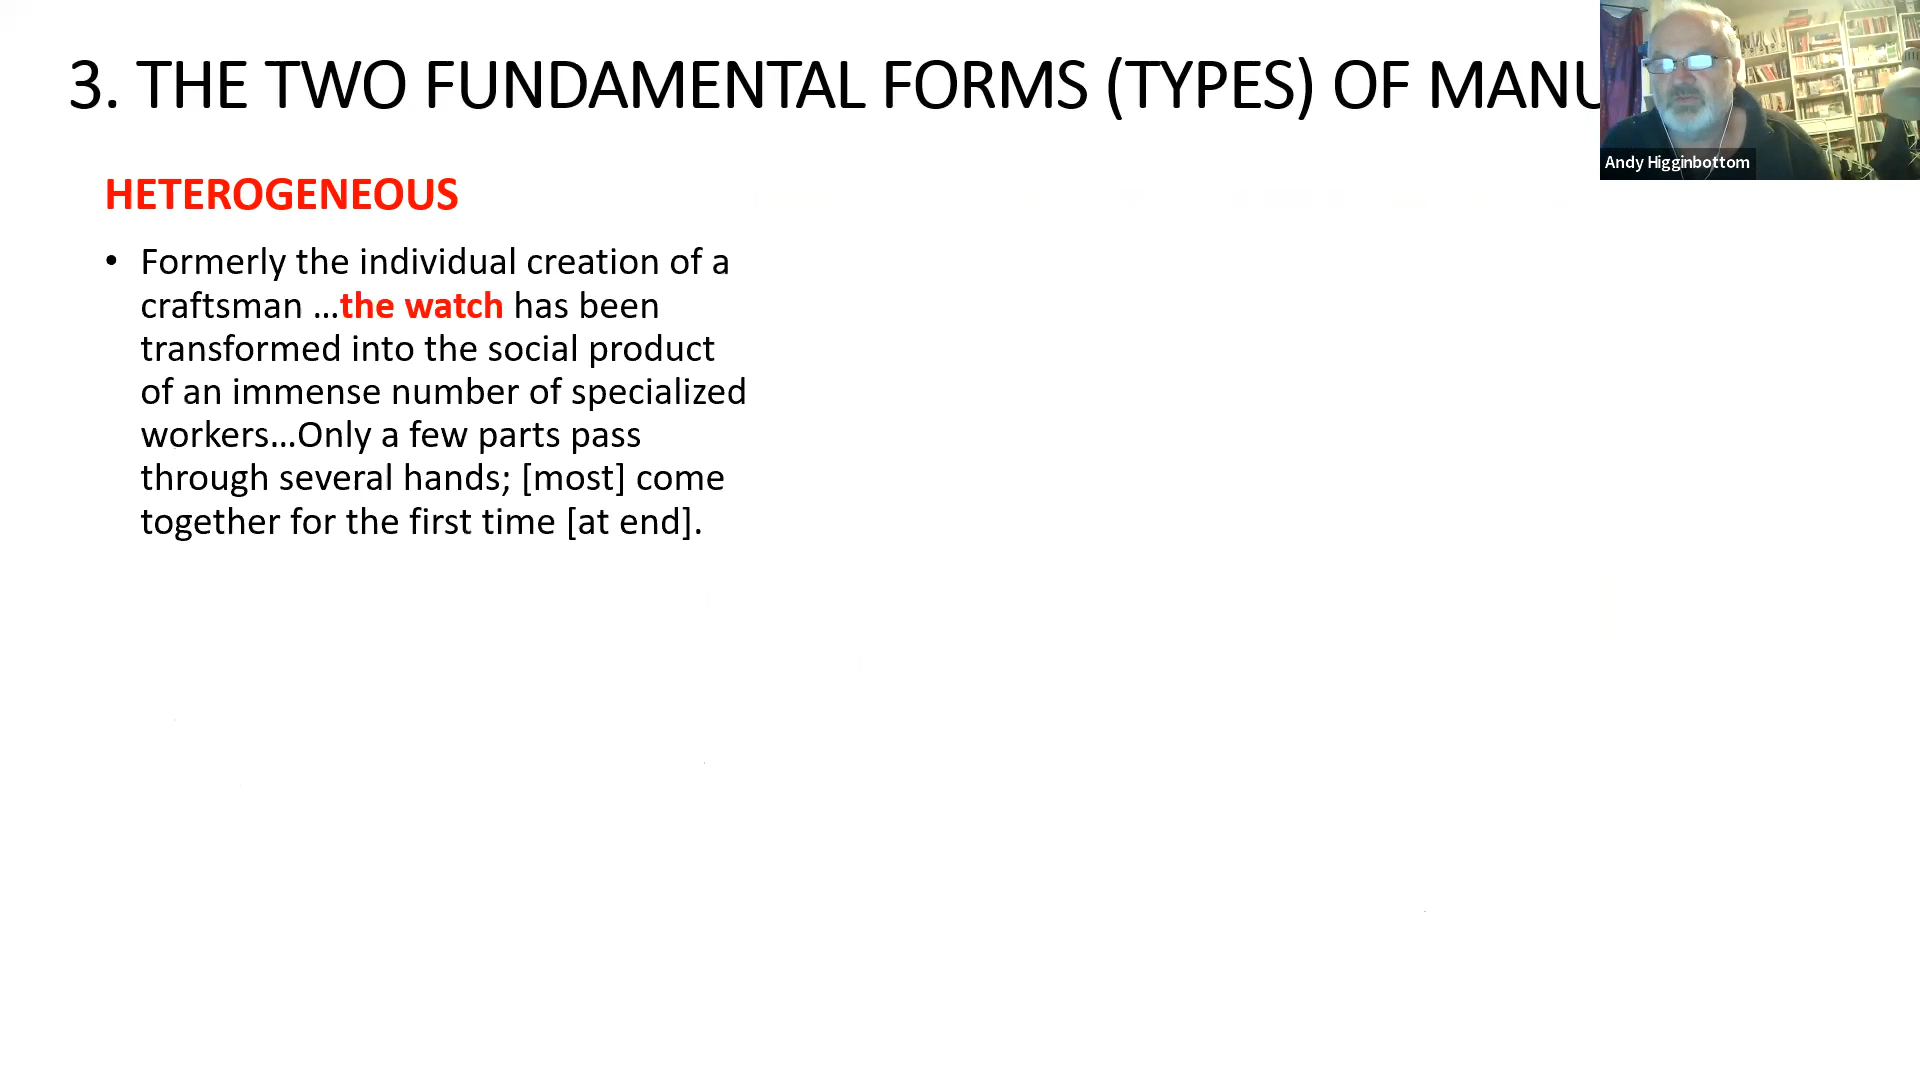 3. THE TWO FUNDAMENTAL FORMS (TYPES) OF MANU
Andy Higginbottom
HETEROGENEOUS
• Formerly the individual creation of a
craftsman …the watch has been
transformed into the social product
of an immense number of specialized
workers…Only a few parts pass
through several hands; [most] come
together for the first time [at end].